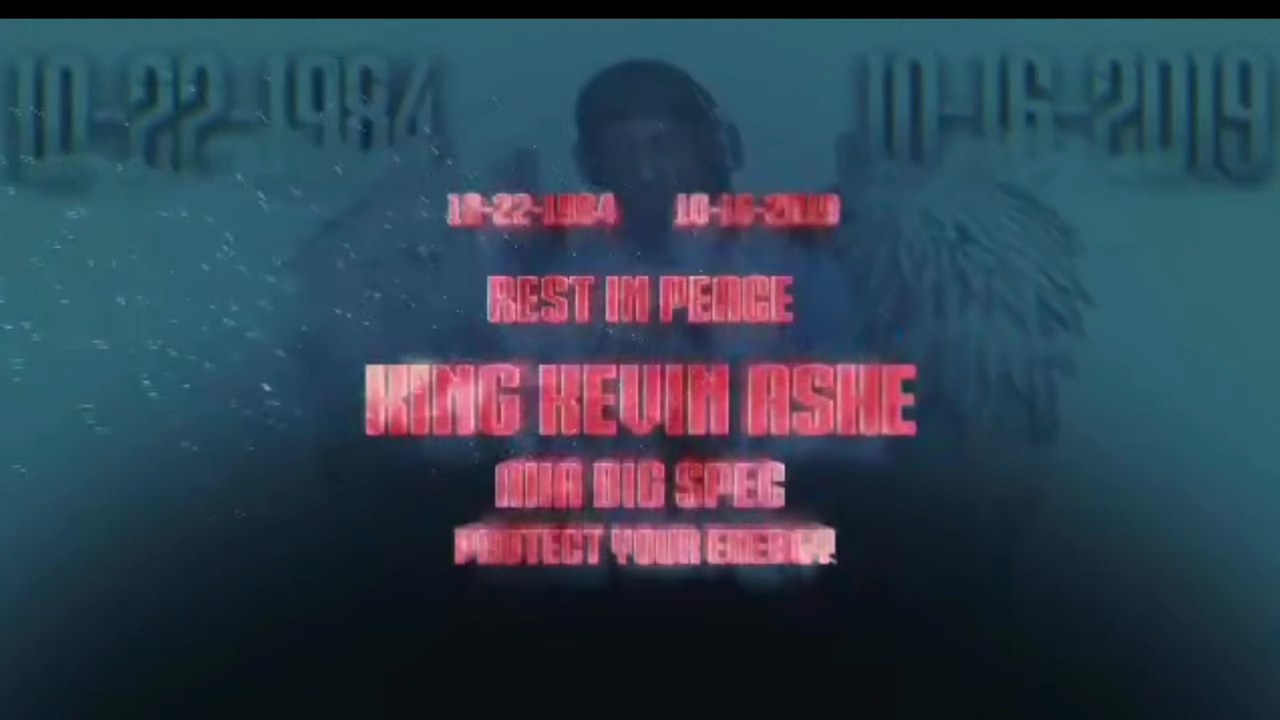 10-22-1984 10-16-2019
10-22-1984 10-16-2019
REST IN PEACE
KING KEVIN ASHE
AKA BIG SPEC
PROTECT YOUR ENERGY